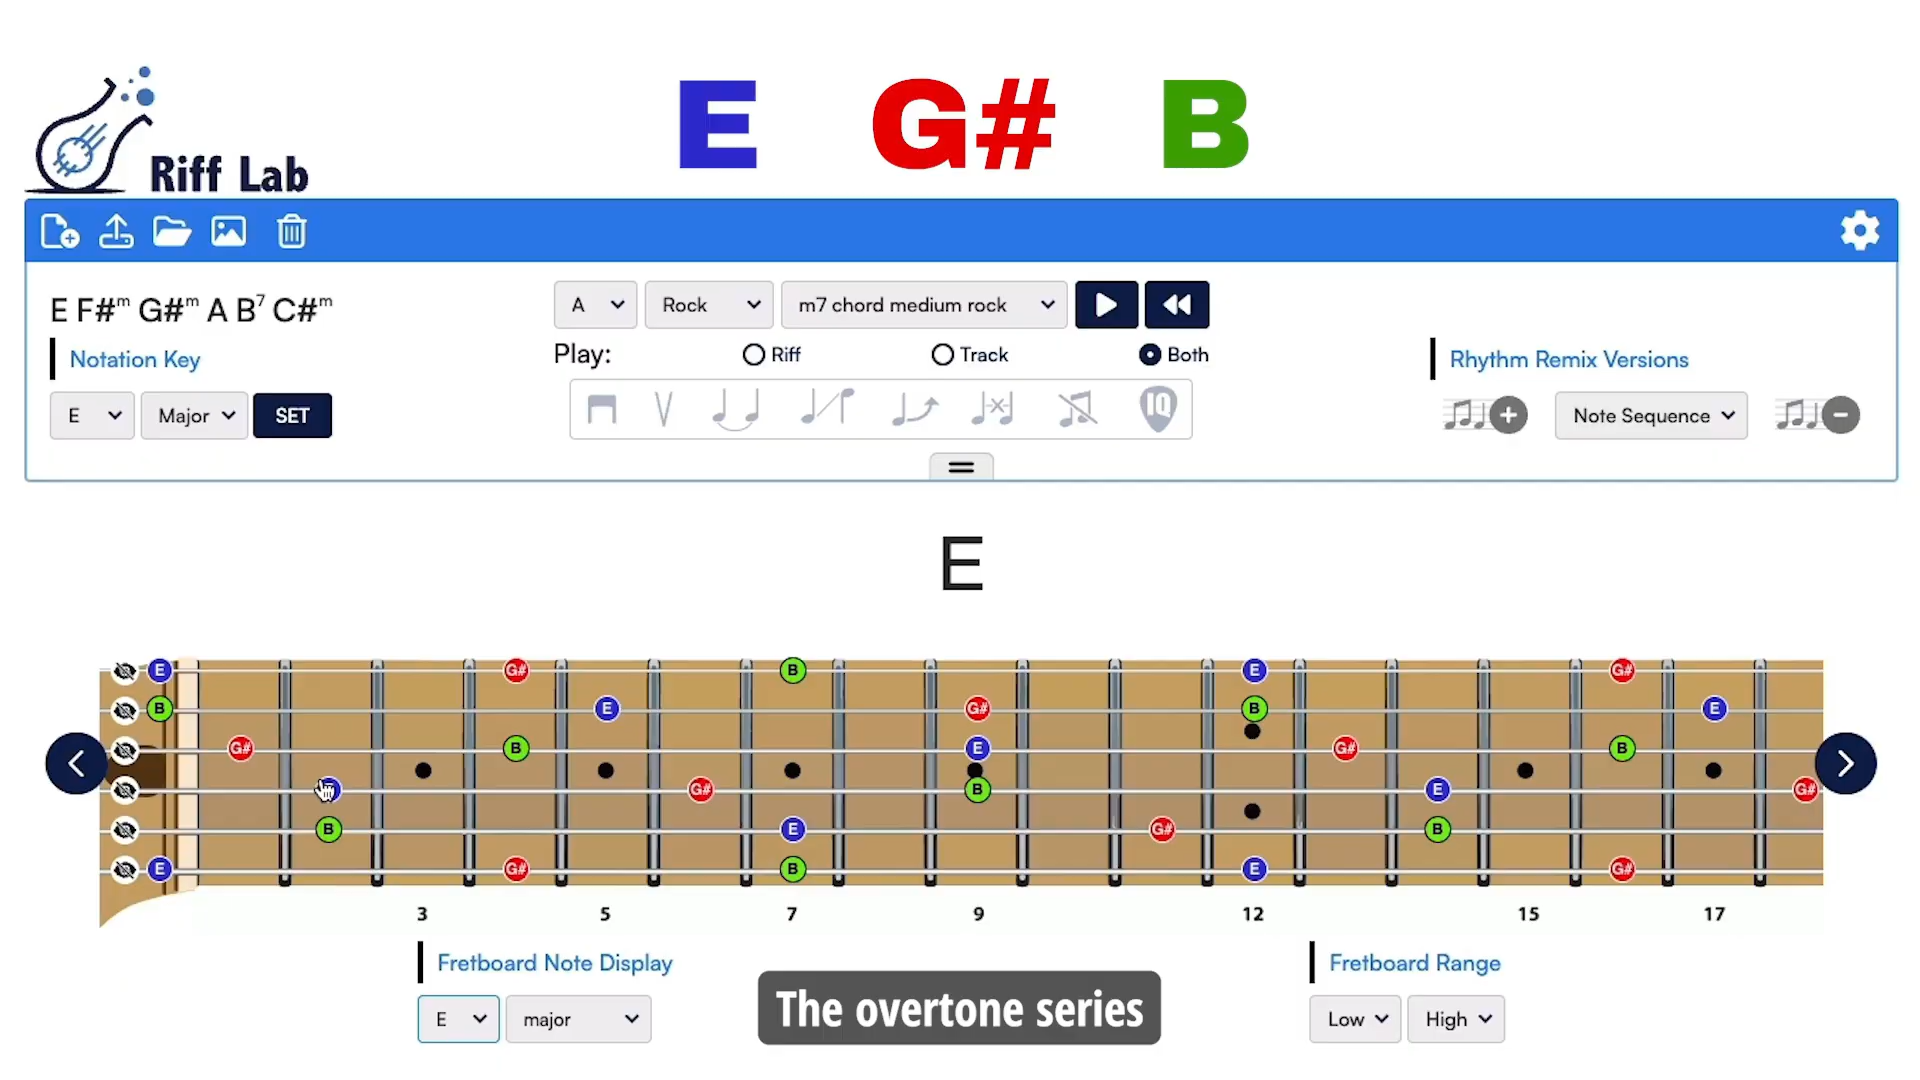 E G# B
Riff Lab
E F#m G#m A B7 C#m
A Rock m7 chord medium rock
Notation Key
Play: Riff Track Both
Rhythm Remix Versions
E Major SET
IQ
Note Sequence
E
E G# B E G#
B E G# B E
G# B E G# B
G# B E G#
B E G# B
E G# B E G#
3 5 7 9 12 15 17
Fretboard Note Display
Fretboard Range
E major
The overtone series
Low High